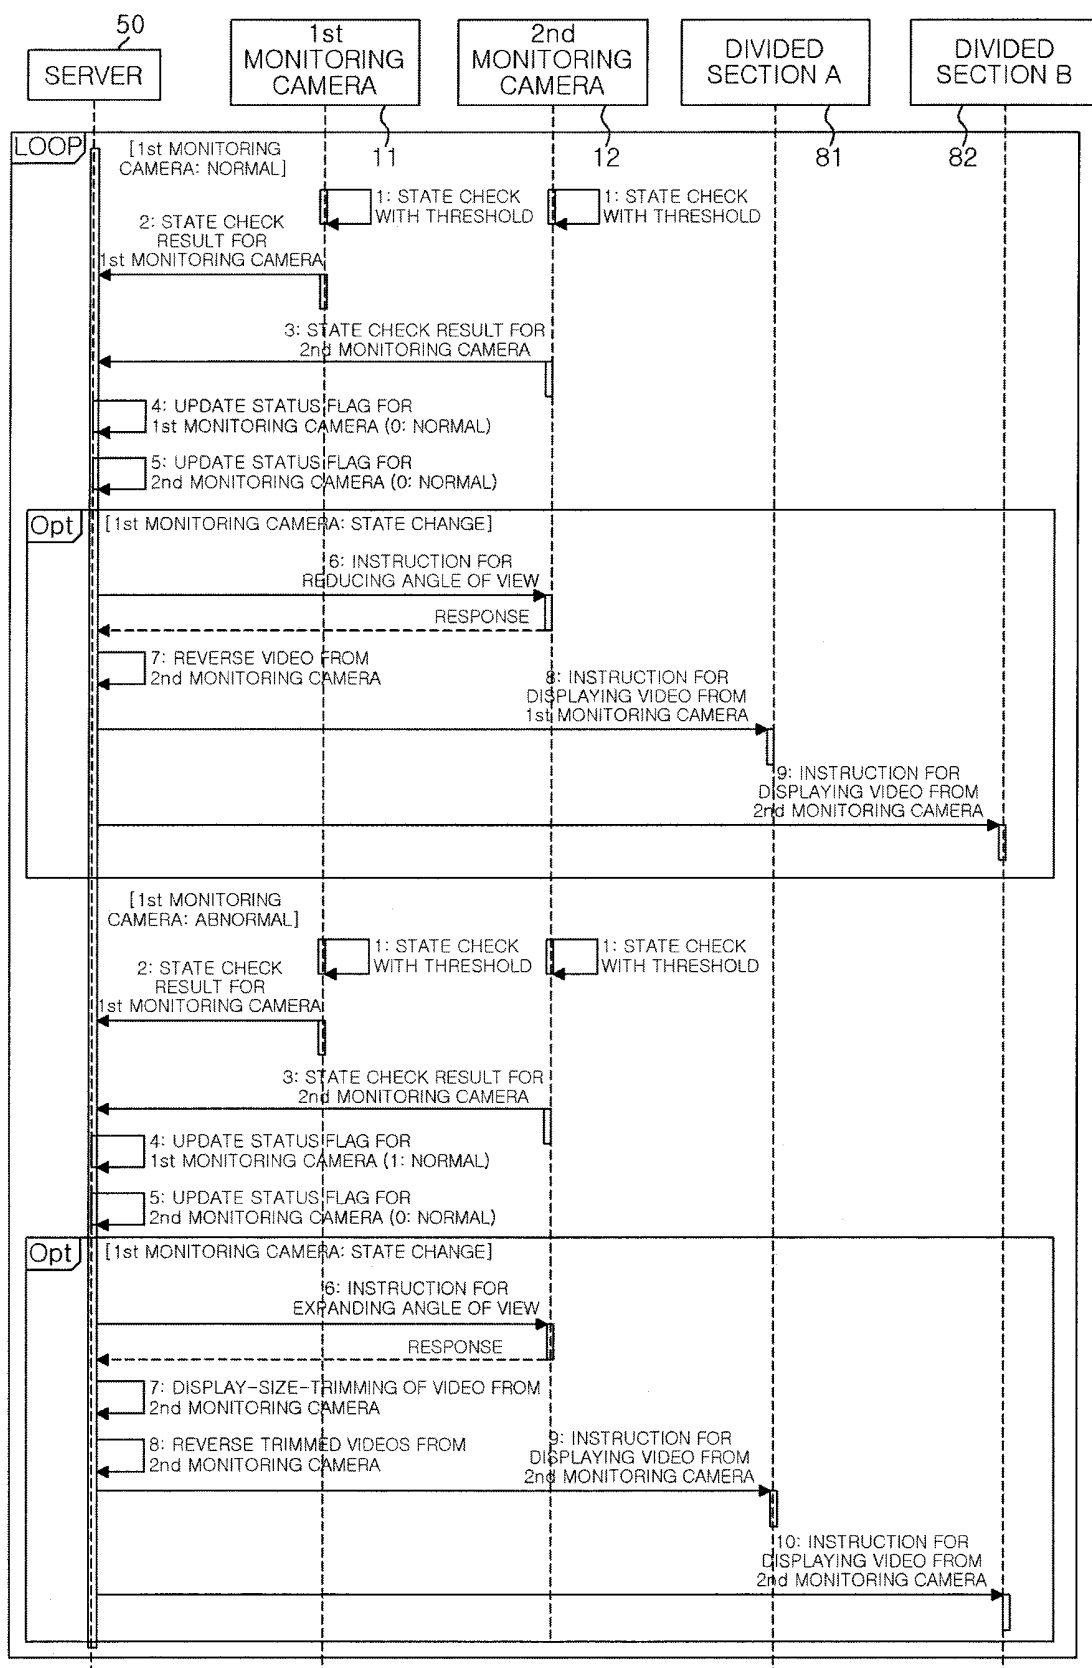 50
SERVER
1st
MONITORING
CAMERA
2nd
MONITORING
CAMERA
DIVIDED
SECTION A
DIVIDED
SECTION B
11
12
81
82
LOOP
[1st MONITORING
CAMERA: NORMAL]
1: STATE CHECK
WITH THRESHOLD
1: STATE CHECK
WITH THRESHOLD
2: STATE CHECK
RESULT FOR
1st MONITORING CAMERA
3: STATE CHECK RESULT FOR
2nd MONITORING CAMERA
4: UPDATE STATUS FLAG FOR
1st MONITORING CAMERA (0: NORMAL)
5: UPDATE STATUS FLAG FOR
2nd MONITORING CAMERA (0: NORMAL)
Opt
[1st MONITORING CAMERA: STATE CHANGE]
6: INSTRUCTION FOR
REDUCING ANGLE OF VIEW
RESPONSE
7: REVERSE VIDEO FROM
2nd MONITORING CAMERA
8: INSTRUCTION FOR
DISPLAYING VIDEO FROM
1st MONITORING CAMERA
9: INSTRUCTION FOR
DISPLAYING VIDEO FROM
2nd MONITORING CAMERA
[1st MONITORING
CAMERA: ABNORMAL]
1: STATE CHECK
WITH THRESHOLD
1: STATE CHECK
WITH THRESHOLD
2: STATE CHECK
RESULT FOR
1st MONITORING CAMERA
3: STATE CHECK RESULT FOR
2nd MONITORING CAMERA
4: UPDATE STATUS FLAG FOR
1st MONITORING CAMERA (1: NORMAL)
5: UPDATE STATUS FLAG FOR
2nd MONITORING CAMERA (0: NORMAL)
Opt
[1st MONITORING CAMERA: STATE CHANGE]
6: INSTRUCTION FOR
EXPANDING ANGLE OF VIEW
RESPONSE
7: DISPLAY-SIZE-TRIMMING OF VIDEO FROM
2nd MONITORING CAMERA
8: REVERSE TRIMMED VIDEOS FROM
2nd MONITORING CAMERA
9: INSTRUCTION FOR
DISPLAYING VIDEO FROM
2nd MONITORING CAMERA
10: INSTRUCTION FOR
DISPLAYING VIDEO FROM
2nd MONITORING CAMERA